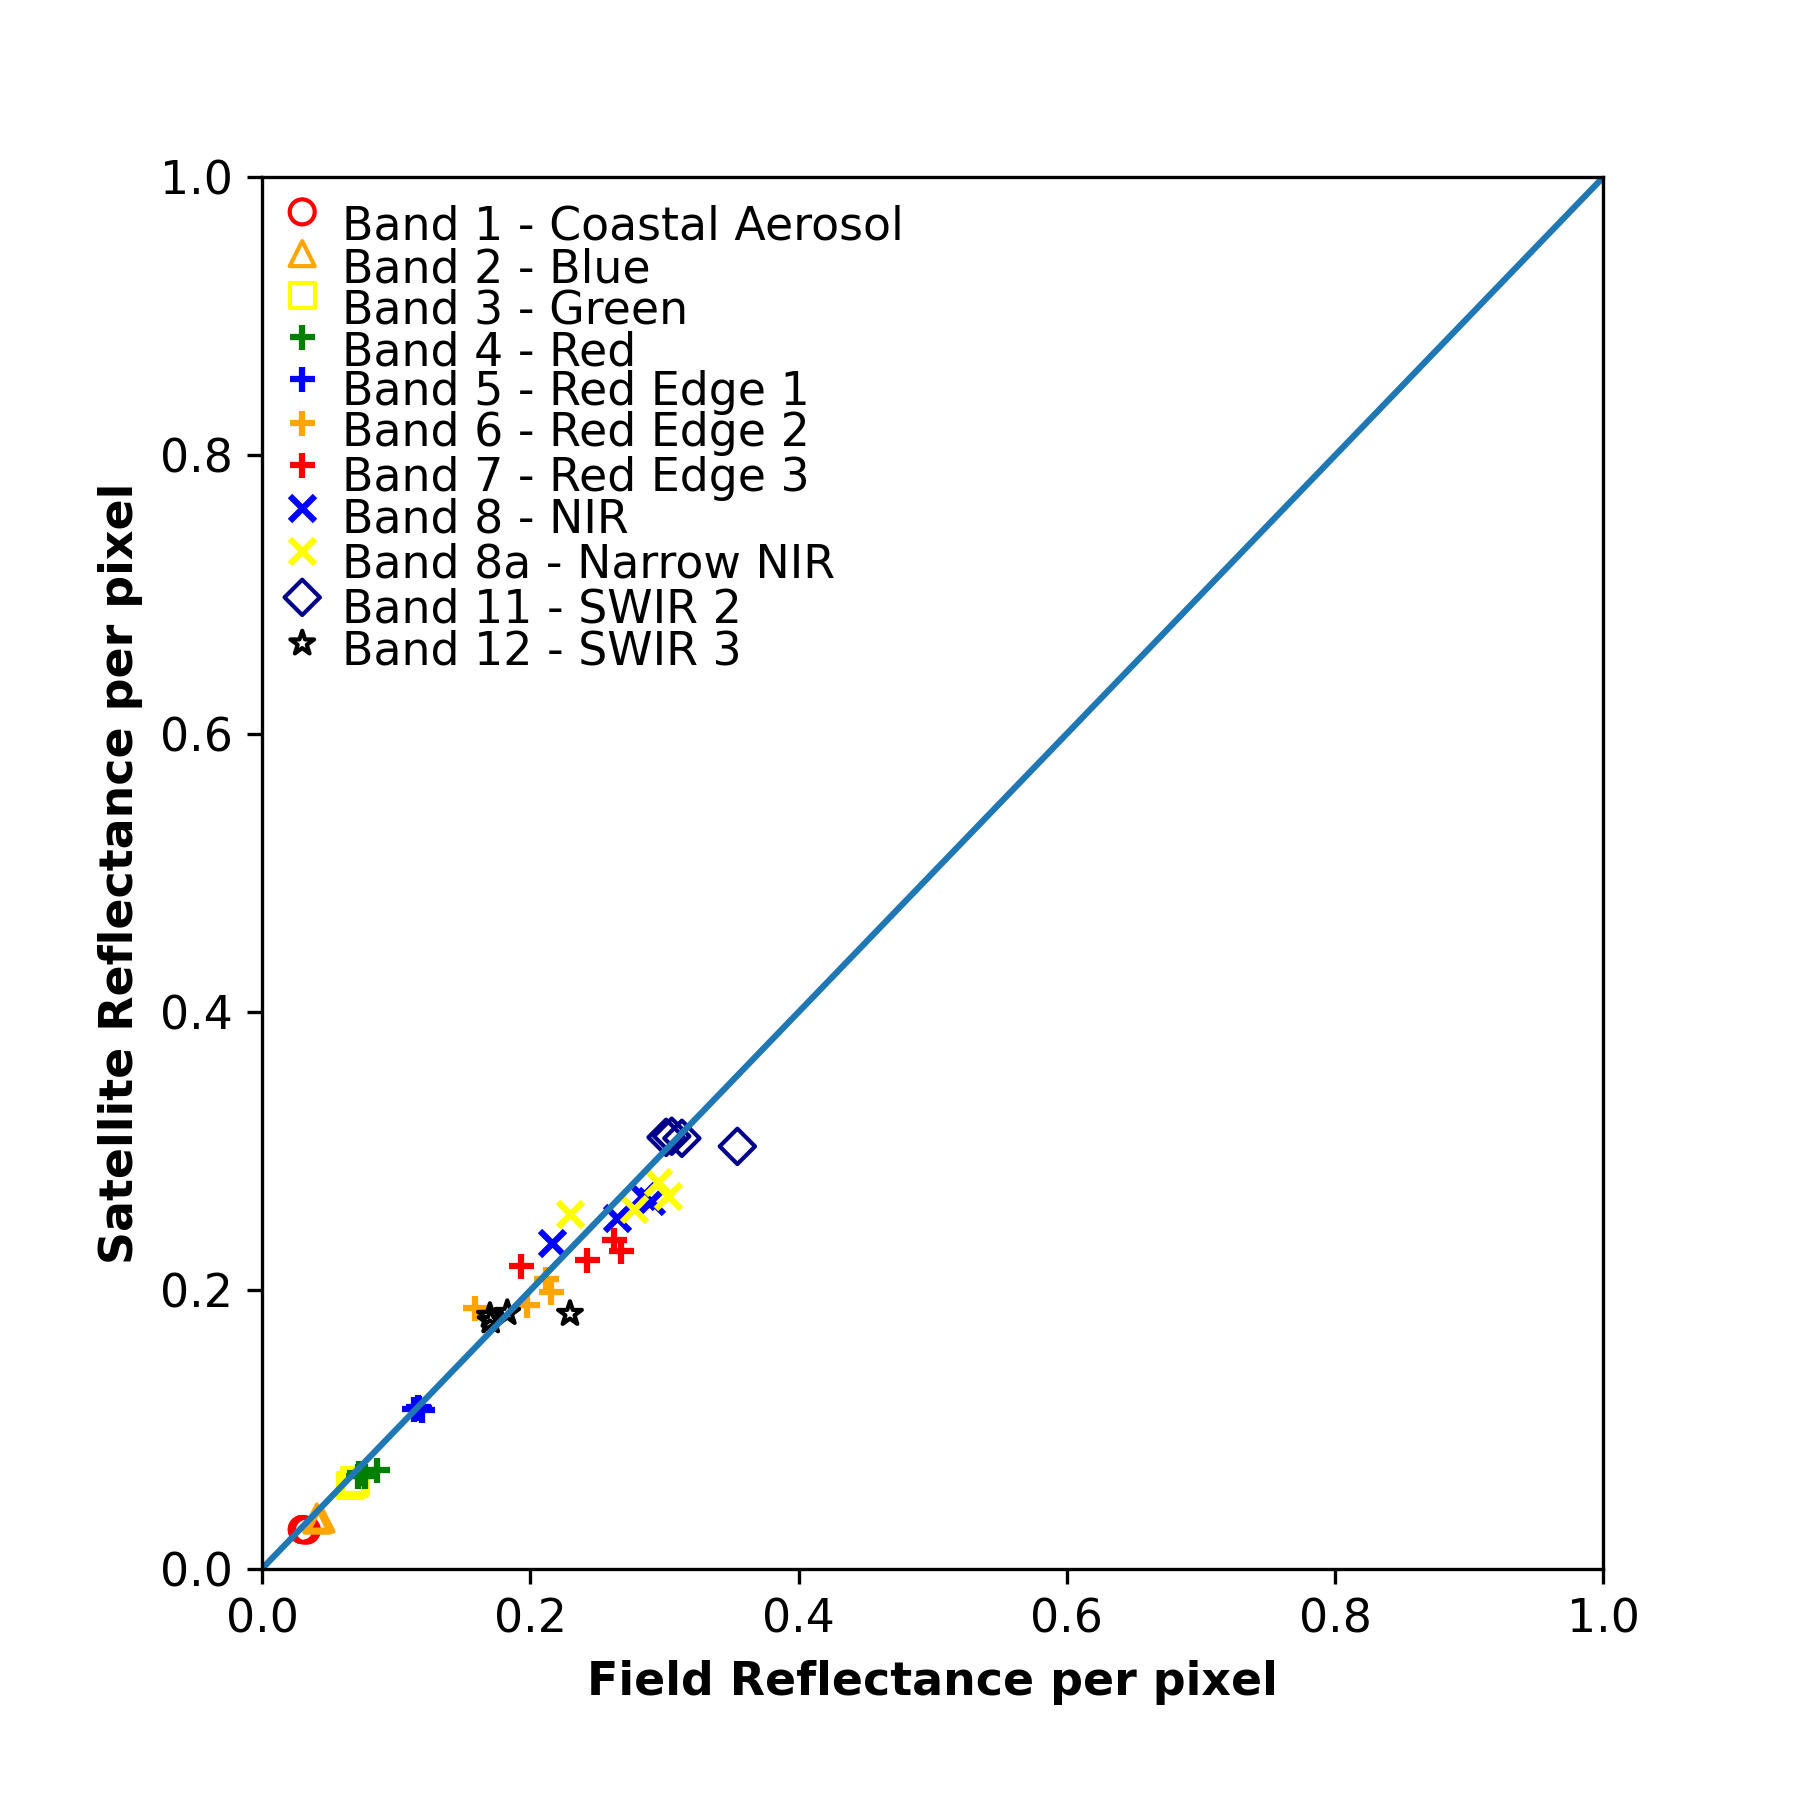 1.0
Band 1 - Coastal Aerosol
Band 2 - Blue
Band 3 - Green
Band 4 - Red
Band 5 - Red Edge 1
Band 6 - Red Edge 2
0.8
Band 7 - Red Edge 3
Band 8 - NIR
Band 8a - Narrow NIR
Band 11 - SWIR 2
Band 12 - SWIR 3
0.6
0.4
0.2
0.0
Satellite Reflectance per pixel
0.0 0.2 0.4 0.6 0.8 1.0
Field Reflectance per pixel